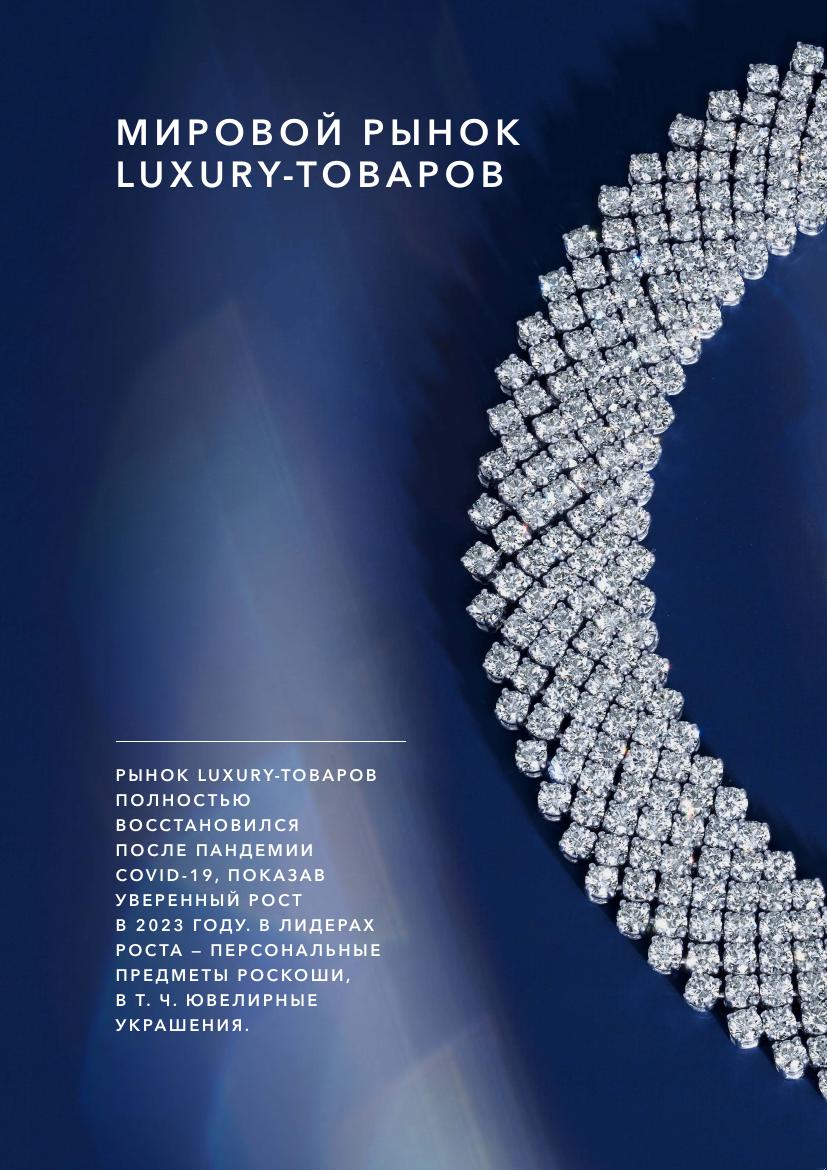 МИРОВОЙ РЫНОК
LUXURY-ТОВАРОВ
РЫНОК LUXURY-ТОВАРОВ
ПОЛНОСТЬЮ
ВОССТАНОВИЛСЯ
ПОСЛЕ ПАНДЕМИИ
COVID-19, ПОКАЗАВ
УВЕРЕННЫЙ РОСТ
В 2023 ГОДУ. В ЛИДЕРАХ
РОСТА – ПЕРСОНАЛЬНЫЕ
ПРЕДМЕТЫ РОСКОШИ,
В Т. Ч. ЮВЕЛИРНЫЕ
УКРАШЕНИЯ.